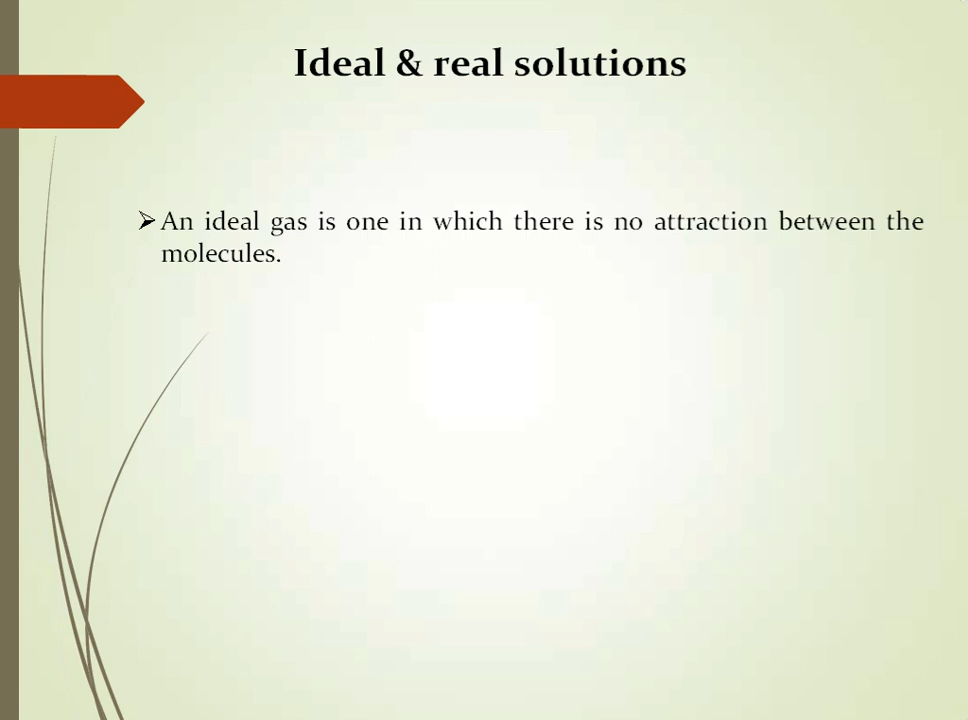 Ideal & real solutions
➢An ideal gas is one in which there is no attraction between the
molecules.